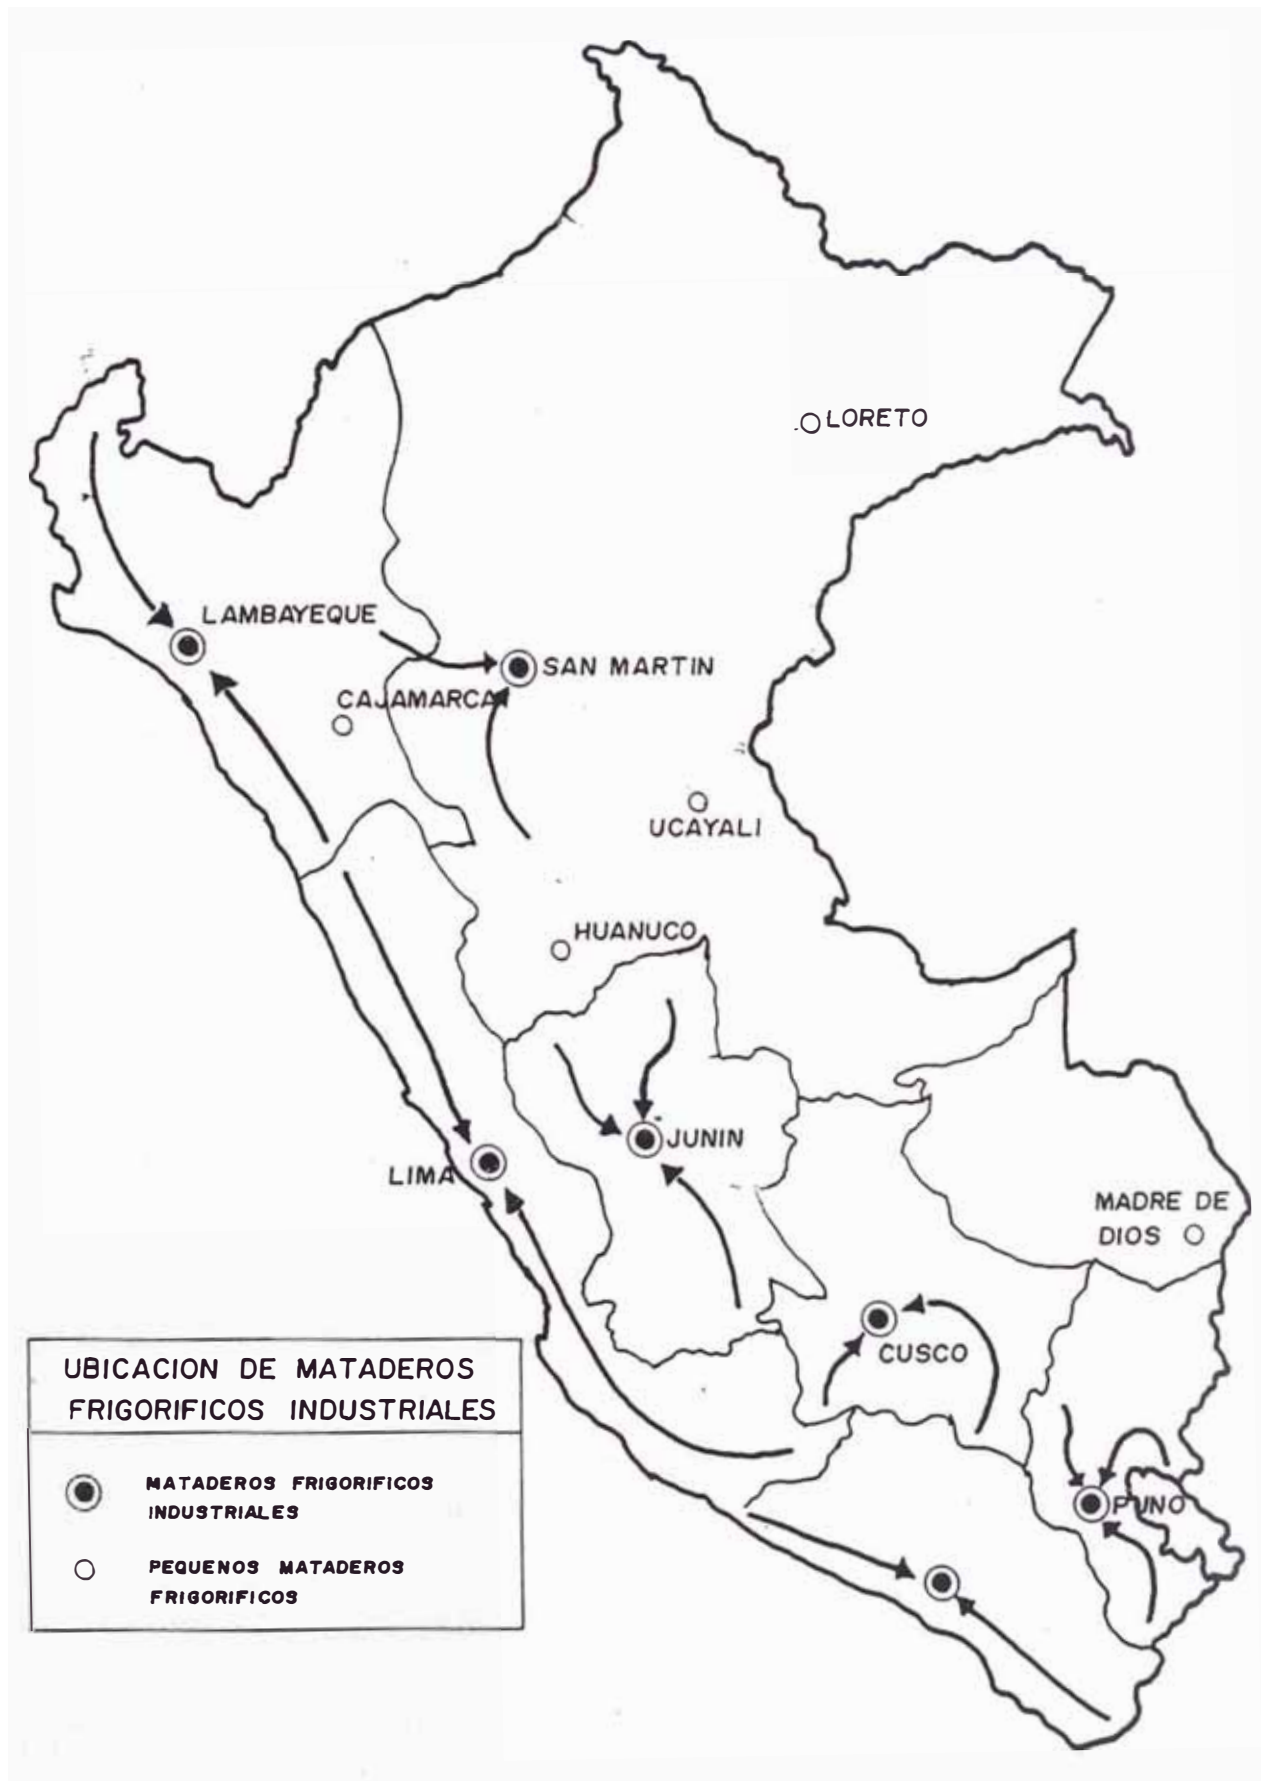 LORETO
LAMBAYEQUE
SAN MARTIN
CAJAMARCA
UCAYALI
HUANUCO
JUNIN
LIMA
MADRE DE
DIOS
CUSCO
PUNO
UBICACION DE MATADEROS
FRIGORIFICOS INDUSTRIALES
MATADEROS FRIGORIFICOS
INDUSTRIALES
PEQUENOS MATADEROS
FRIGORIFICOS